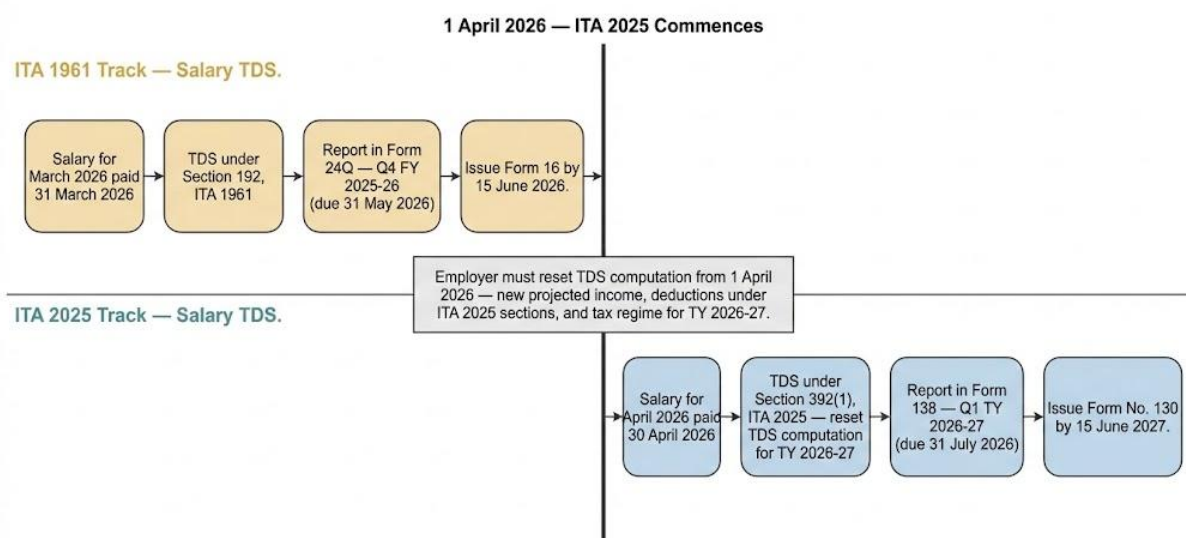 1 April 2026 — ITA 2025 Commences
ITA 1961 Track — Salary TDS.
Salary for
March 2026 paid
31 March 2026
TDS under
Section 192,
ITA 1961
Report in Form
24Q — Q4 FY
2025-26
(due 31 May 2026)
Issue Form 16 by
15 June 2026.
Employer must reset TDS computation from 1 April
2026 — new projected income, deductions under
ITA 2025 sections, and tax regime for TY 2026-27.
ITA 2025 Track — Salary TDS.
Salary for
April 2026 paid
30 April 2026
TDS under
Section 392(1),
ITA 2025 — reset
TDS computation
for TY 2026-27
Report in Form
138 — Q1 TY
2026-27
(due 31 July 2026)
Issue Form No. 130
by 15 June 2027.